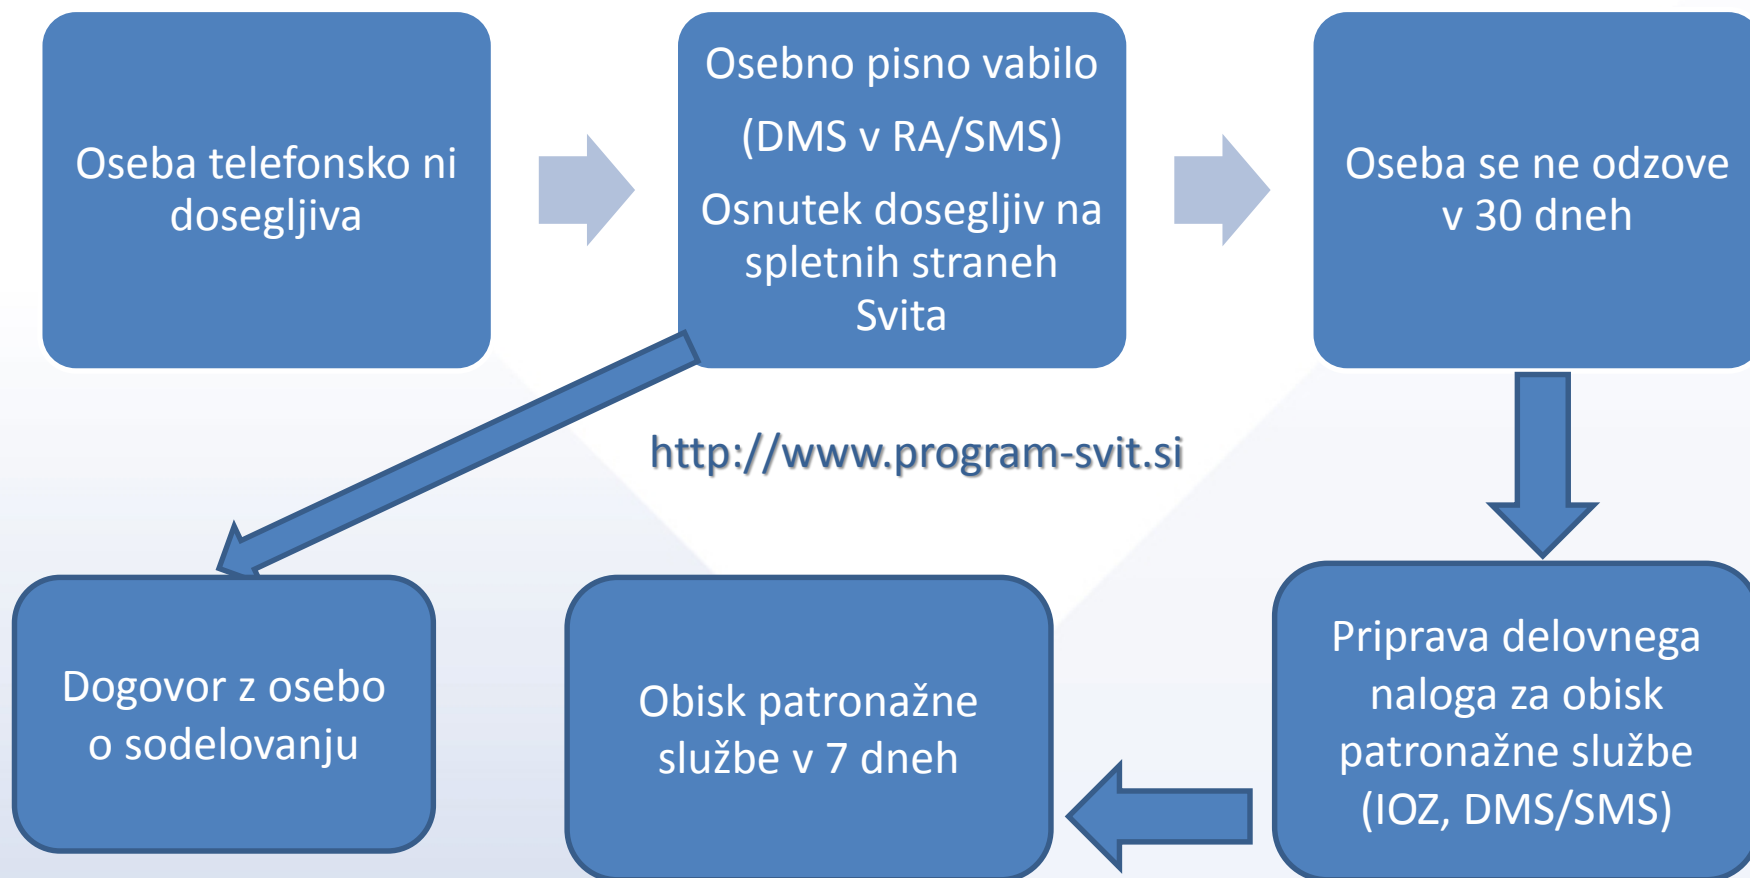 Oseba telefonsko ni
dosegljiva
Osebno pisno vabilo
(DMS v RA/SMS)
Osnutek dosegljiv na
spletnih straneh
Svita
Oseba se ne odzove
v 30 dneh
http://www.program-svit.si
Dogovor z osebo
o sodelovanju
Obisk patronažne
službe v 7 dneh
Priprava delovnega
naloga za obisk
patronažne službe
(IOZ, DMS/SMS)